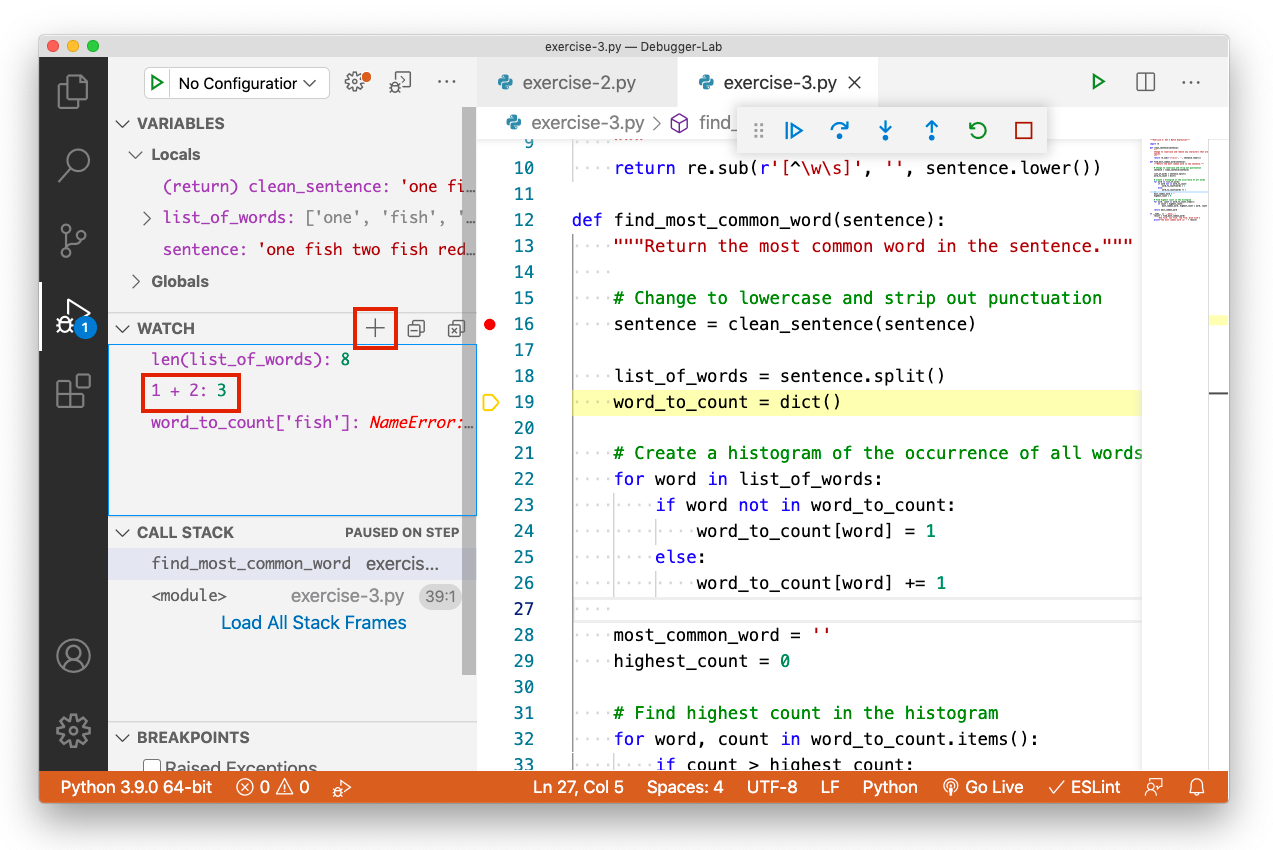 exercise-3.py — Debugger-Lab
No Configuration
exercise-2.py
exercise-3.py
VARIABLES
Locals
(return) clean_sentence: 'one fi…
list_of_words: ['one', 'fish', '…
sentence: 'one fish two fish red…
Globals
WATCH
len(list_of_words): 8
1 + 2: 3
word_to_count['fish']: NameError:…
CALL STACK PAUSED ON STEP
find_most_common_word exercis...
<module> exercise-3.py 39:1
Load All Stack Frames
BREAKPOINTS
Raised Exceptions
1
exercise-3.py > find_
9 """
10 return re.sub(r'[^\w\s]', '', sentence.lower())
11
12 def find_most_common_word(sentence):
13 """Return the most common word in the sentence."""
14
15 # Change to lowercase and strip out punctuation
16 sentence = clean_sentence(sentence)
17
18 list_of_words = sentence.split()
19 word_to_count = dict()
20
21 # Create a histogram of the occurrence of all words
22 for word in list_of_words:
23 if word not in word_to_count:
24 word_to_count[word] = 1
25 else:
26 word_to_count[word] += 1
27
28 most_common_word = ''
29 highest_count = 0
30
31 # Find highest count in the histogram
32 for word, count in word_to_count.items():
33 if count > highest_count:
Python 3.9.0 64-bit 0 0 Ln 27, Col 5 Spaces: 4 UTF-8 LF Python Go Live ESLint